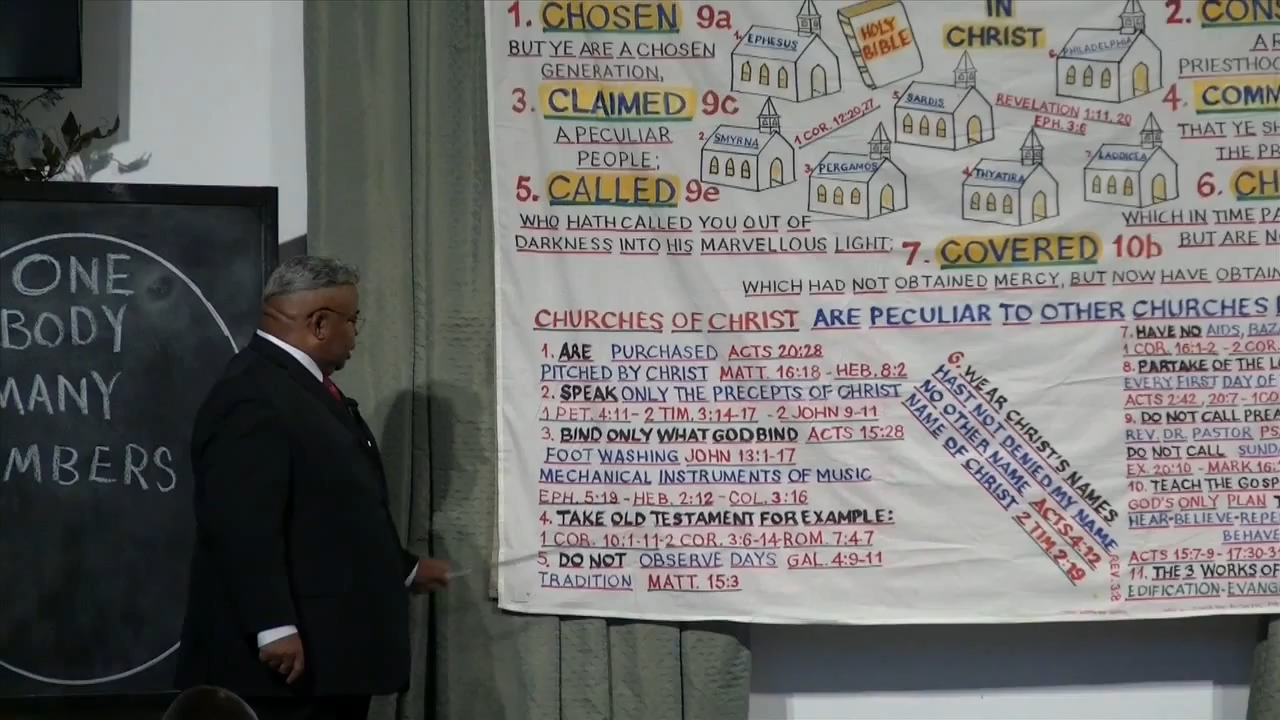 ONE
BODY
MANY
MBERS
1. CHOSEN 9a
BUT YE ARE A CHOSEN
GENERATION,
3. CLAIMED 9c
A PECULIAR
PEOPLE;
5. CALLED 9e
WHO HATH CALLED YOU OUT OF
DARKNESS INTO HIS MARVELLOUS LIGHT;
1. EPHESUS
HOLY
BIBLE
IN
CHRIST
6. PHILADELPHIA
5. SARDIS
2. SMYRNA
1 COR. 12:20,27
REVELATION 1:11, 20
EPH. 3:6
3. PERGAMOS
4. THYATIRA
7. LAODICEA
2. CON
AR
PRIESTHOO
4. COMM
THAT YE S
THE PR
6. CH
WHICH IN TIME PA
BUT ARE N
7. COVERED 10b
WHICH HAD NOT OBTAINED MERCY, BUT NOW HAVE OBTAIN
CHURCHES OF CHRIST ARE PECULIAR TO OTHER CHURCHES
1. ARE PURCHASED ACTS 20:28
PITCHED BY CHRIST MATT. 16:18 - HEB. 8:2
2. SPEAK ONLY THE PRECEPTS OF CHRIST
1 PET. 4:11- 2 TIM. 3:14-17 - 2 JOHN 9-11
3. BIND ONLY WHAT GOD BIND ACTS 15:28
FOOT WASHING JOHN 13:1-17
MECHANICAL INSTRUMENTS OF MUSIC
EPH. 5:19 - HEB. 2:12 - COL. 3:16
4. TAKE OLD TESTAMENT FOR EXAMPLE:
1 COR. 10:1-11-2 COR. 3:6-14-ROM. 7:4-7
5. DO NOT OBSERVE DAYS GAL. 4:9-11
TRADITION MATT. 15:3
6. WEAR CHRIST'S NAMES
HAST NOT DENIED MY NAME REV. 3:8
NO OTHER NAME ACTS 4:12
NAME OF CHRIST 2 TIM. 2:19
7. HAVE NO AIDS, BAZ
1 COR. 16:1-2 - 2 COR.
8. PARTAKE OF THE L
EVERY FIRST DAY OF
ACTS 2:42, 20:7 - 1 CO
9. DO NOT CALL PREA
REV. DR. PASTOR PS
DO NOT CALL SUND
EX. 20:10 - MARK 16:
10. TEACH THE GOSP
GOD'S ONLY PLAN
HEAR-BELIEVE-REPE
BEHAVE
ACTS 15:7-9 - 17:30-3
11. THE 3 WORKS OF
EDIFICATION-EVANG